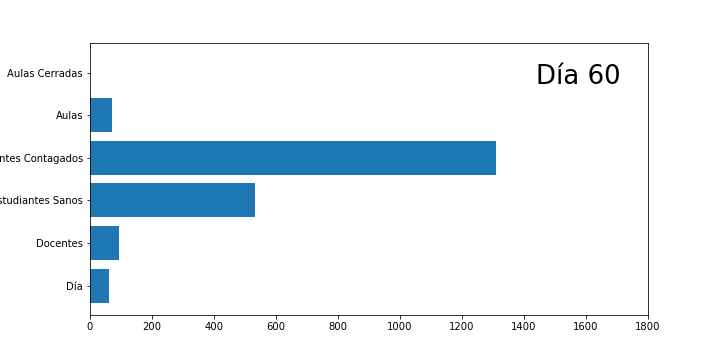 Día 60
Aulas Cerradas
Aulas
ntes Contagados
studiantes Sanos
Docentes
Día
0 200 400 600 800 1000 1200 1400 1600 1800